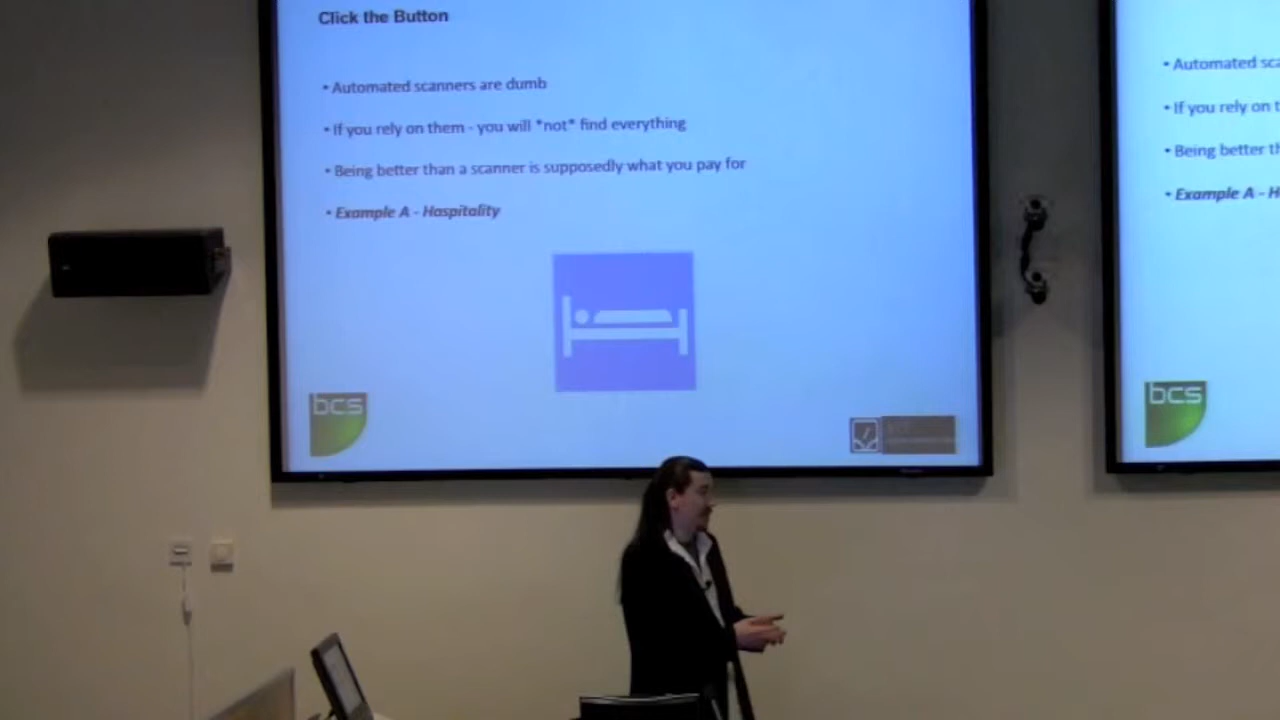 Click the Button
• Automated scanners are dumb
• If you rely on them - you will *not* find everything
• Being better than a scanner is supposedly what you pay for
• Example A - Hospitality
bcs
• Automated sca
• If you rely on t
• Being better th
• Example A - H
bcs